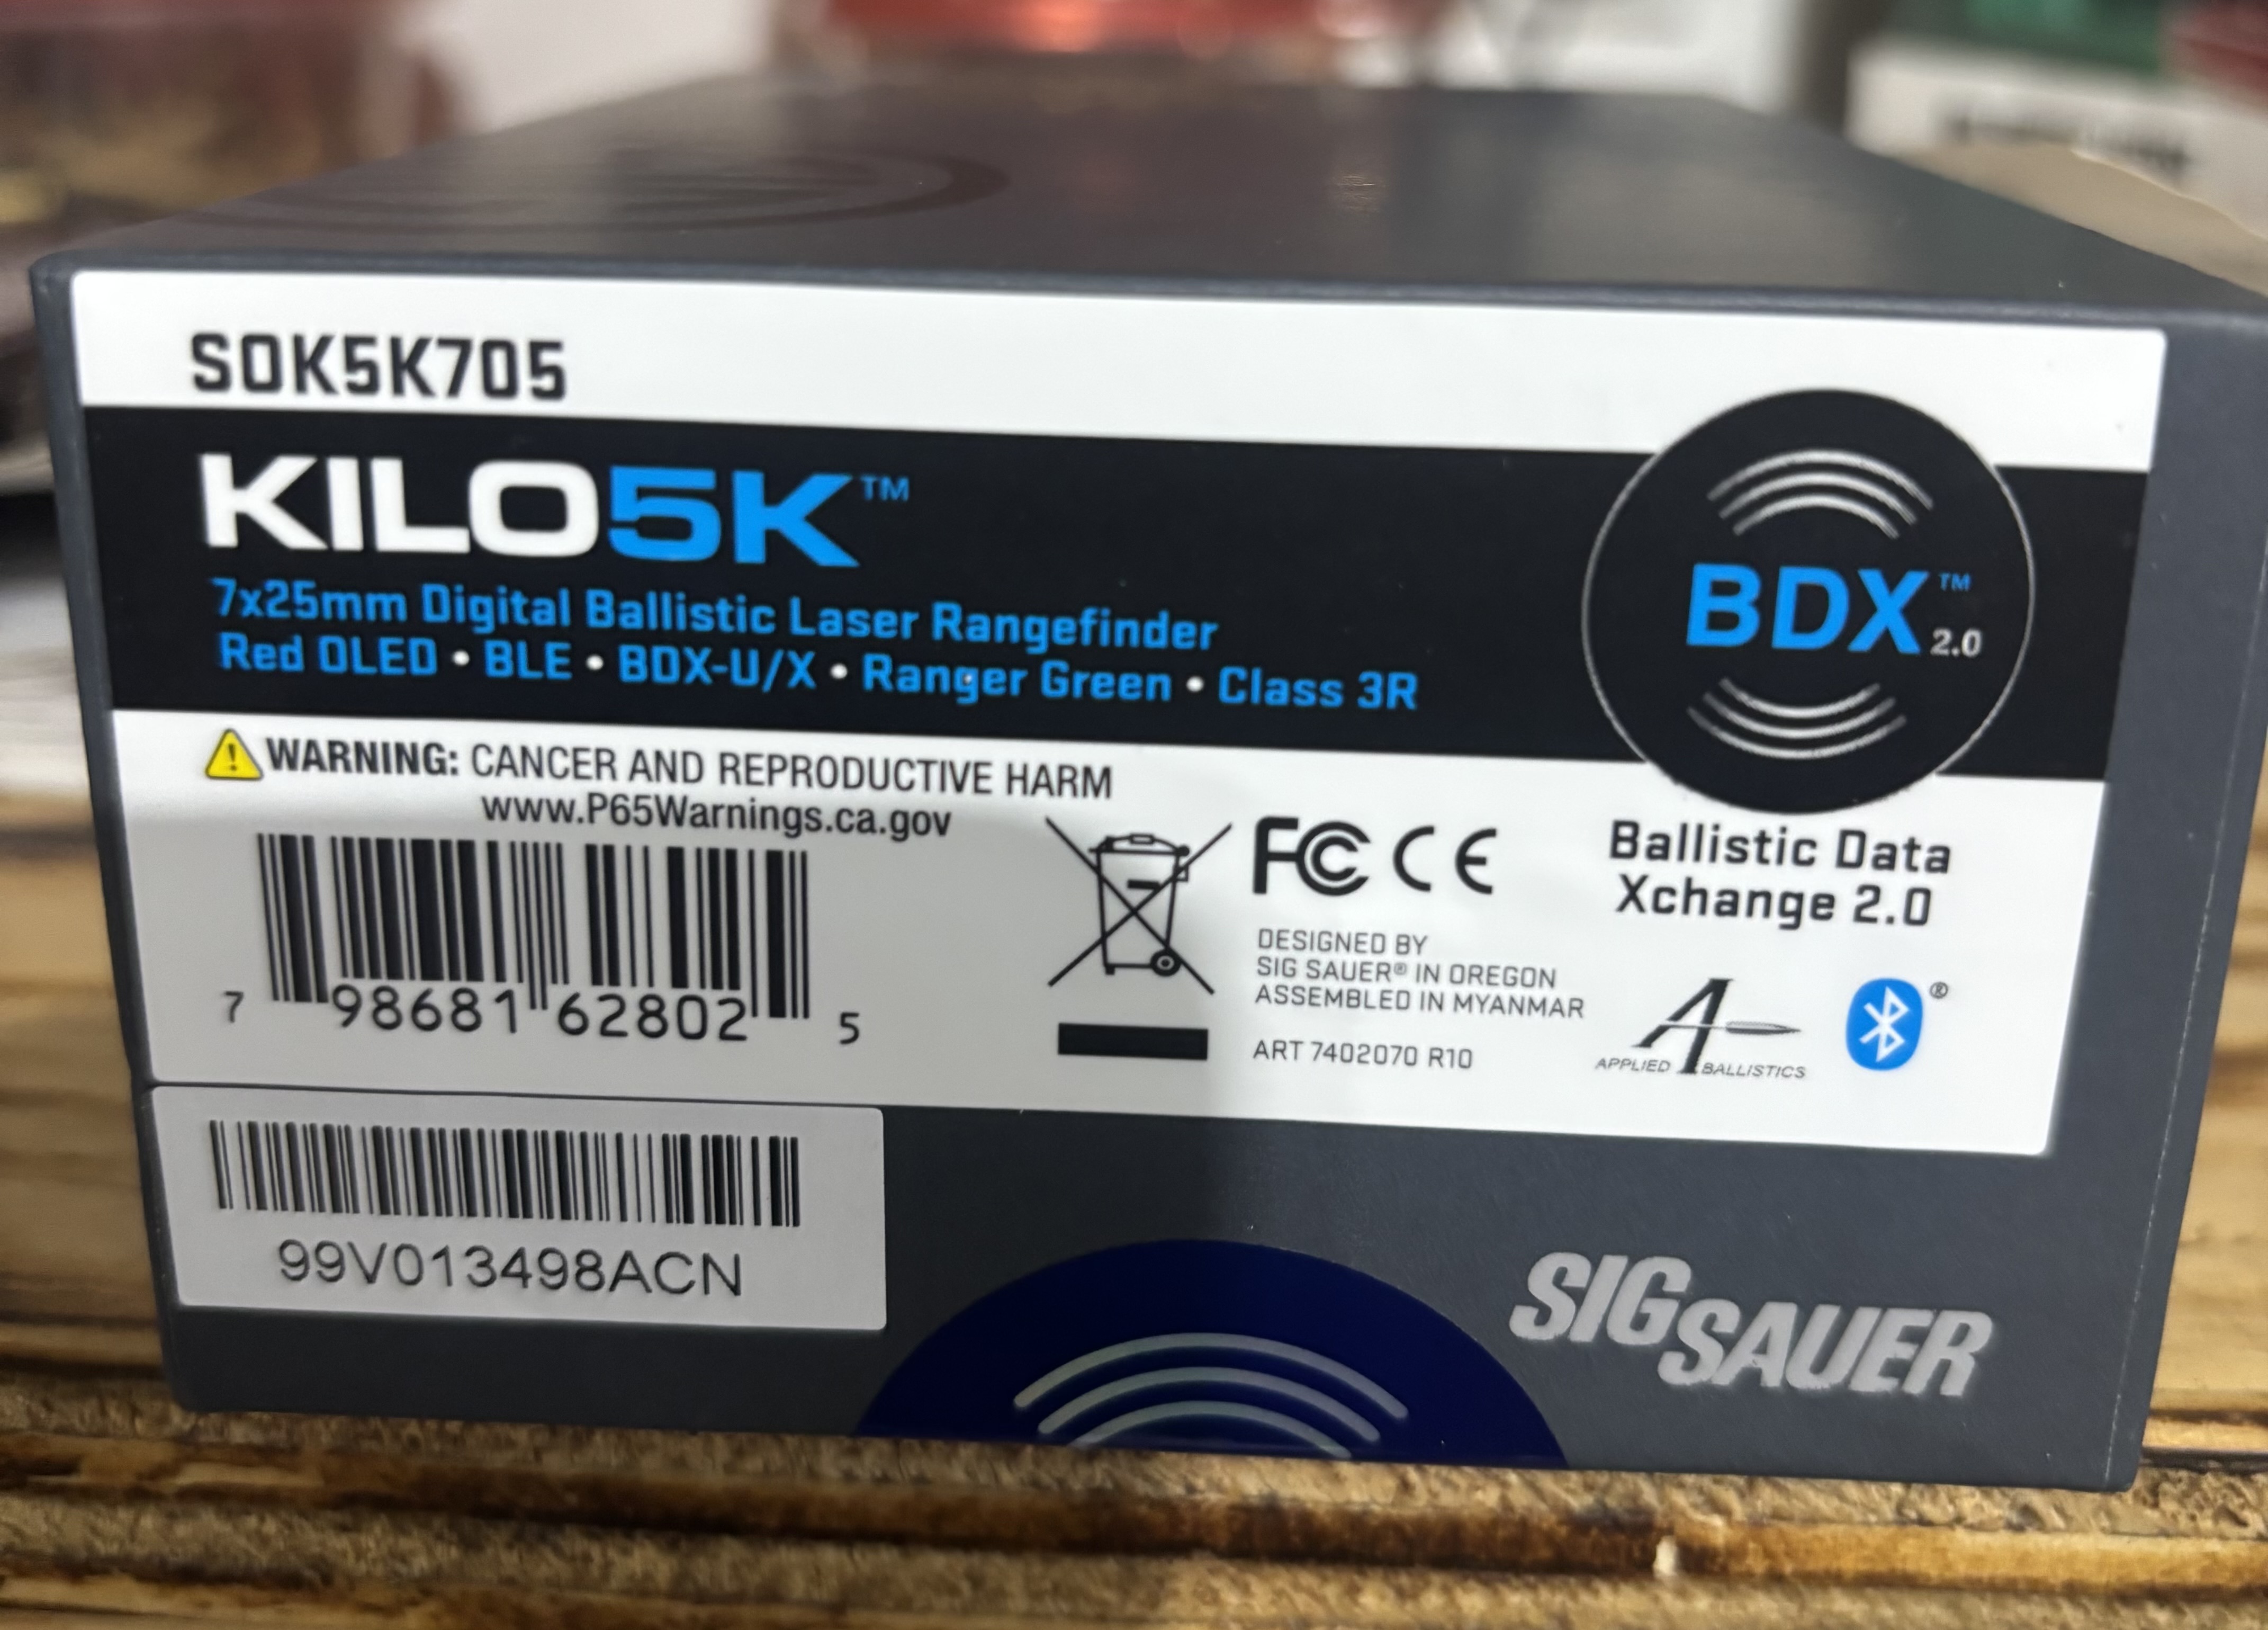 SOK5K705
KILO5K™
BDX™
2.0
7x25mm Digital Ballistic Laser Rangefinder
Red OLED • BLE • BDX-U/X • Ranger Green • Class 3R
WARNING: CANCER AND REPRODUCTIVE HARM
www.P65Warnings.ca.gov
FC CE
Ballistic Data
Xchange 2.0
DESIGNED BY
SIG SAUER® IN OREGON
ASSEMBLED IN MYANMAR
ART 7402070 R10
APPLIED BALLISTICS
®
7 98681 62802 5
99V013498ACN
SIG SAUER